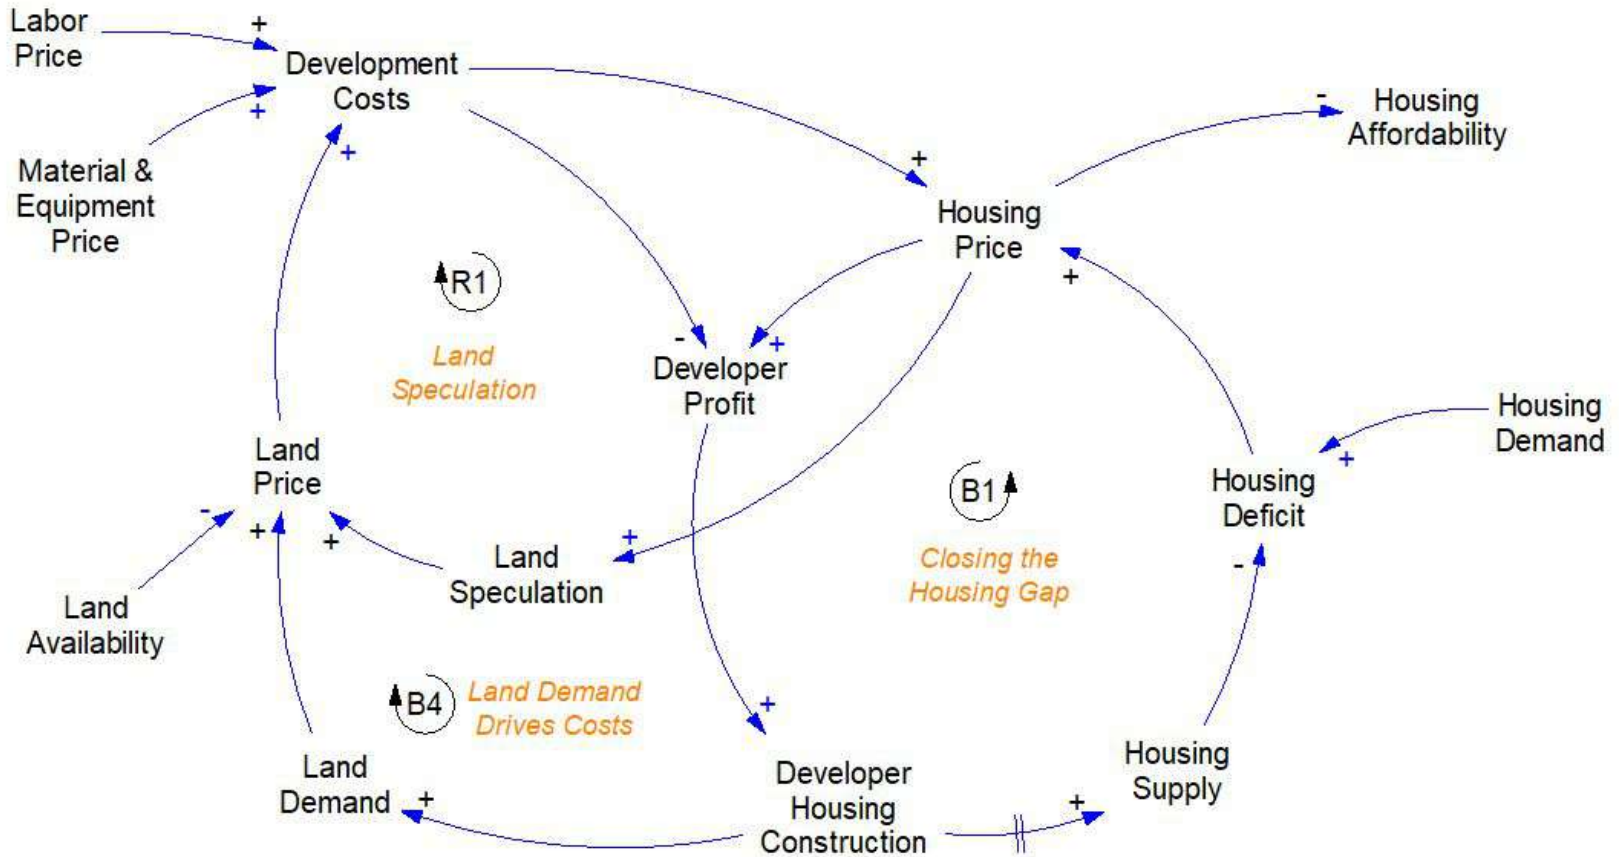 Labor
Price
+
Development
Costs
+
+
Material &
Equipment
Price
+
-
Housing
Affordability
Housing
Price
+
R1
Land
Speculation
-
+
Developer
Profit
Housing
Demand
+
Land
Price
B1
Housing
Deficit
-
+
+
+
Land
Speculation
Closing the
Housing Gap
-
Land
Availability
B4
Land Demand
Drives Costs
+
Land
Demand
+
Developer
Housing
Construction
+
Housing
Supply